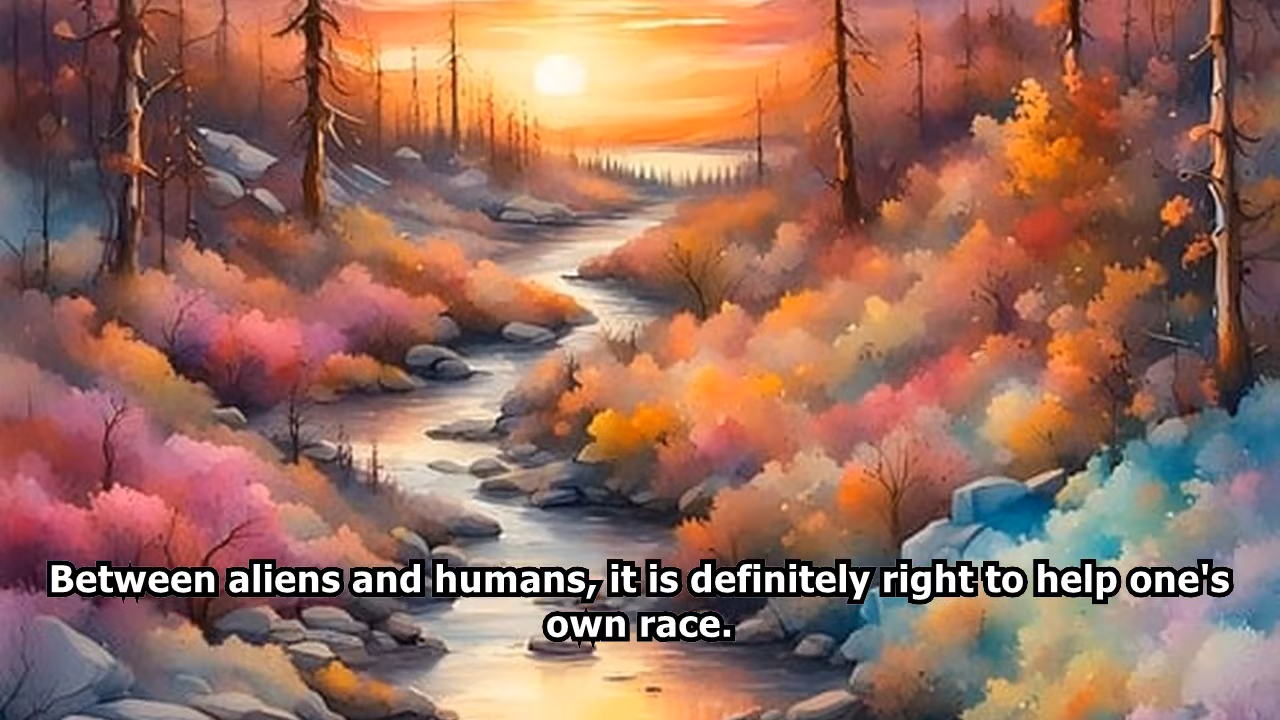 Between aliens and humans, it is definitely right to help one's
own race.